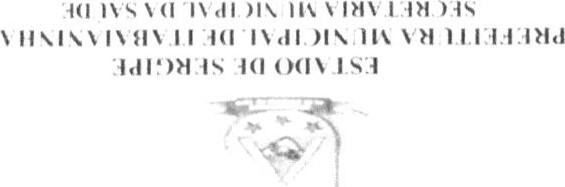 ESTADO DE SERGIPE
PREFEITURA MUNICIPAL DE ITABAIANINHA
SECRETARIA MUNICIPAL DA SAÚDE